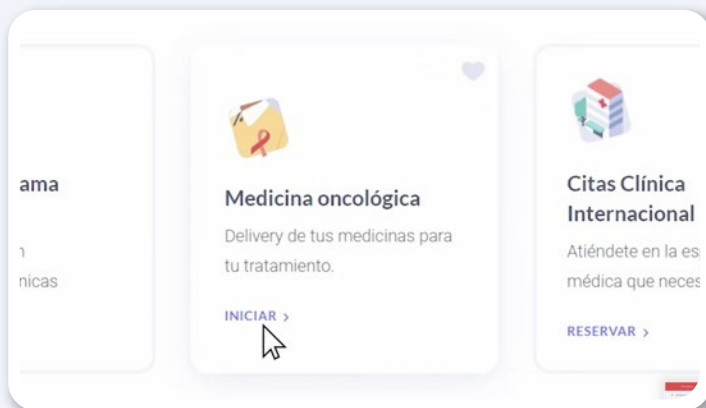 ama
nicas
Medicina oncológica
Delivery de tus medicinas para
tu tratamiento.
INICIAR >
Citas Clínica
Internacional
Atiéndete en la es
médica que neces
RESERVAR >